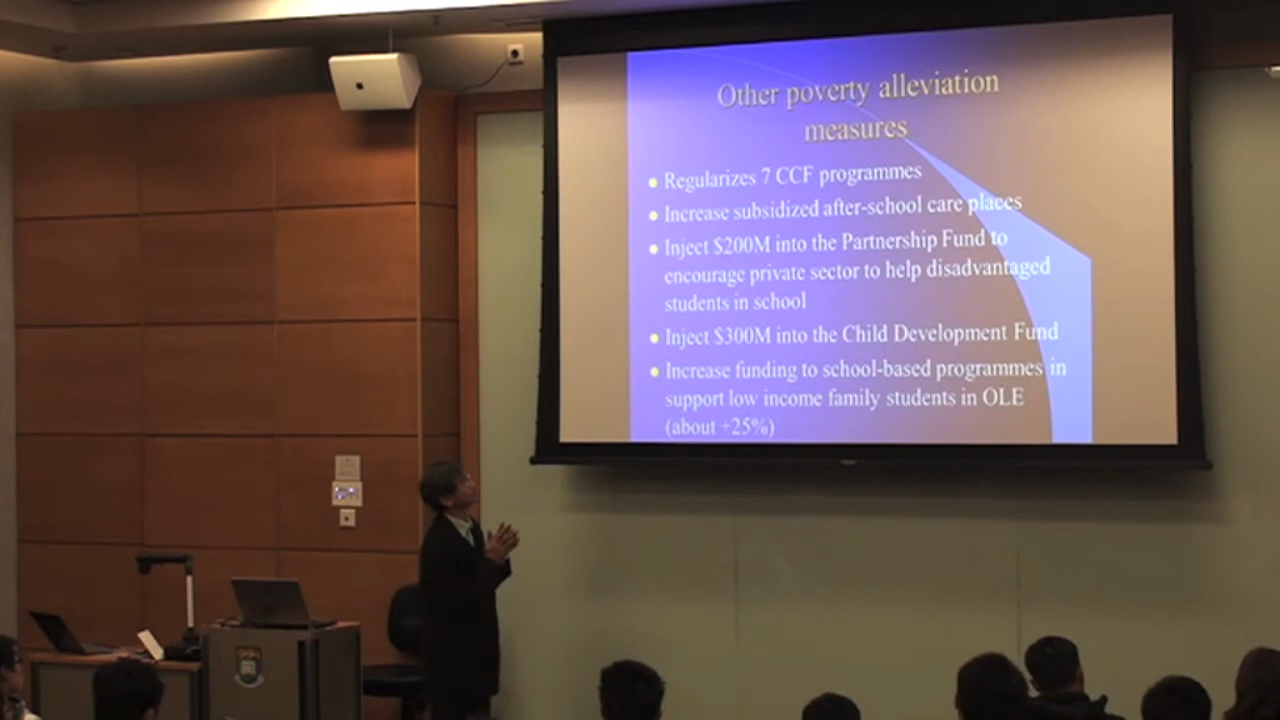 Other poverty alleviation
measures
Regularizes 7 CCF programmes
Increase subsidized after-school care places
Inject $200M into the Partnership Fund to
encourage private sector to help disadvantaged
students in school
Inject $300M into the Child Development Fund
Increase funding to school-based programmes in
support low income family students in OLE
(about +25%)